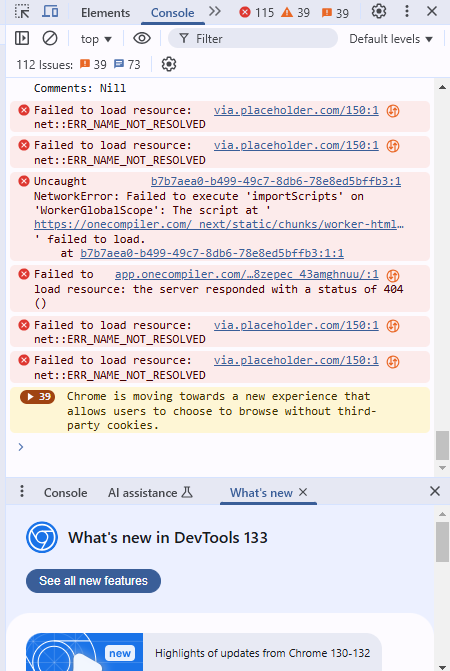 Elements Console 115 39 39
top Filter Default levels
112 Issues: 39 73
Comments: Nill
Failed to load resource: via.placeholder.com/150:1
net::ERR_NAME_NOT_RESOLVED
Failed to load resource: via.placeholder.com/150:1
net::ERR_NAME_NOT_RESOLVED
Uncaught b7b7aea0-b499-49c7-8db6-78e8ed5bffb3:1
NetworkError: Failed to execute 'importScripts' on
'WorkerGlobalScope': The script at '
https://onecompiler.com/_next/static/chunks/worker-html…
' failed to load.
at b7b7aea0-b499-49c7-8db6-78e8ed5bffb3:1:1
Failed to app.onecompiler.com/…8zepec_43amghnuu/:1
load resource: the server responded with a status of 404
()
Failed to load resource: via.placeholder.com/150:1
net::ERR_NAME_NOT_RESOLVED
Failed to load resource: via.placeholder.com/150:1
net::ERR_NAME_NOT_RESOLVED
39 Chrome is moving towards a new experience that
allows users to choose to browse without third-
party cookies.
Console AI assistance What's new
What's new in DevTools 133
See all new features
new Highlights of updates from Chrome 130-132